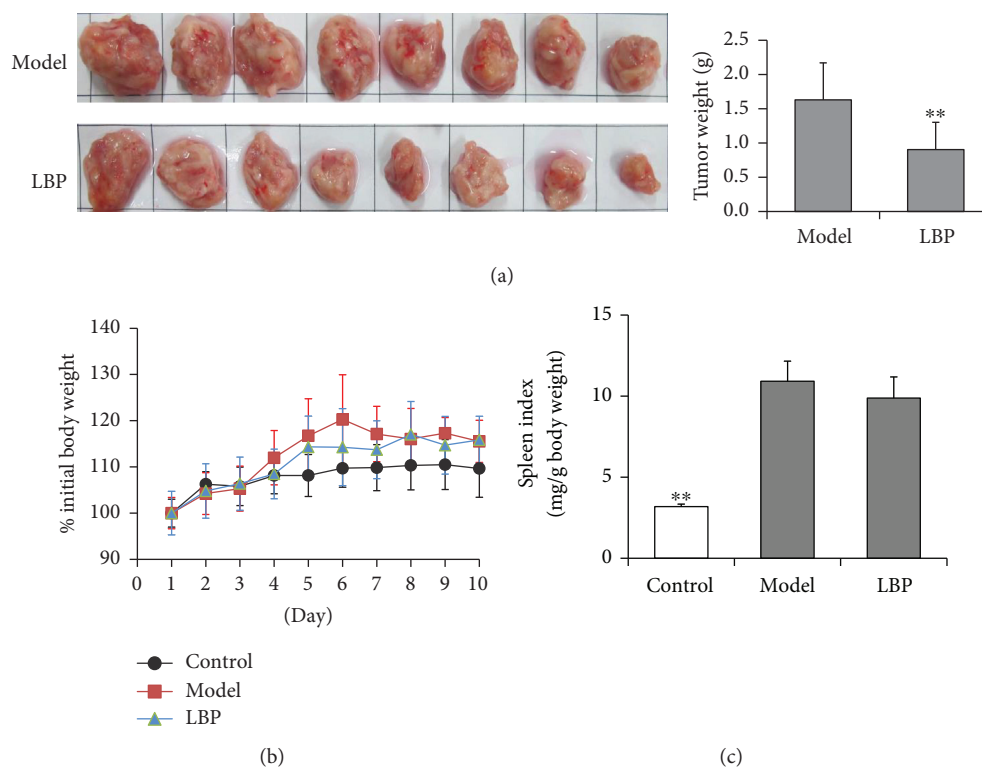 Model
LBP
Tumor weight (g)
2.5
2.0
1.5
1.0
0.5
0.0
**
Model LBP
(a)
% initial body weight
140
130
120
110
100
90
0 1 2 3 4 5 6 7 8 9 10
(Day)
Control
Model
LBP
(b)
Spleen index
(mg/g body weight)
15
10
5
0
**
Control Model LBP
(c)